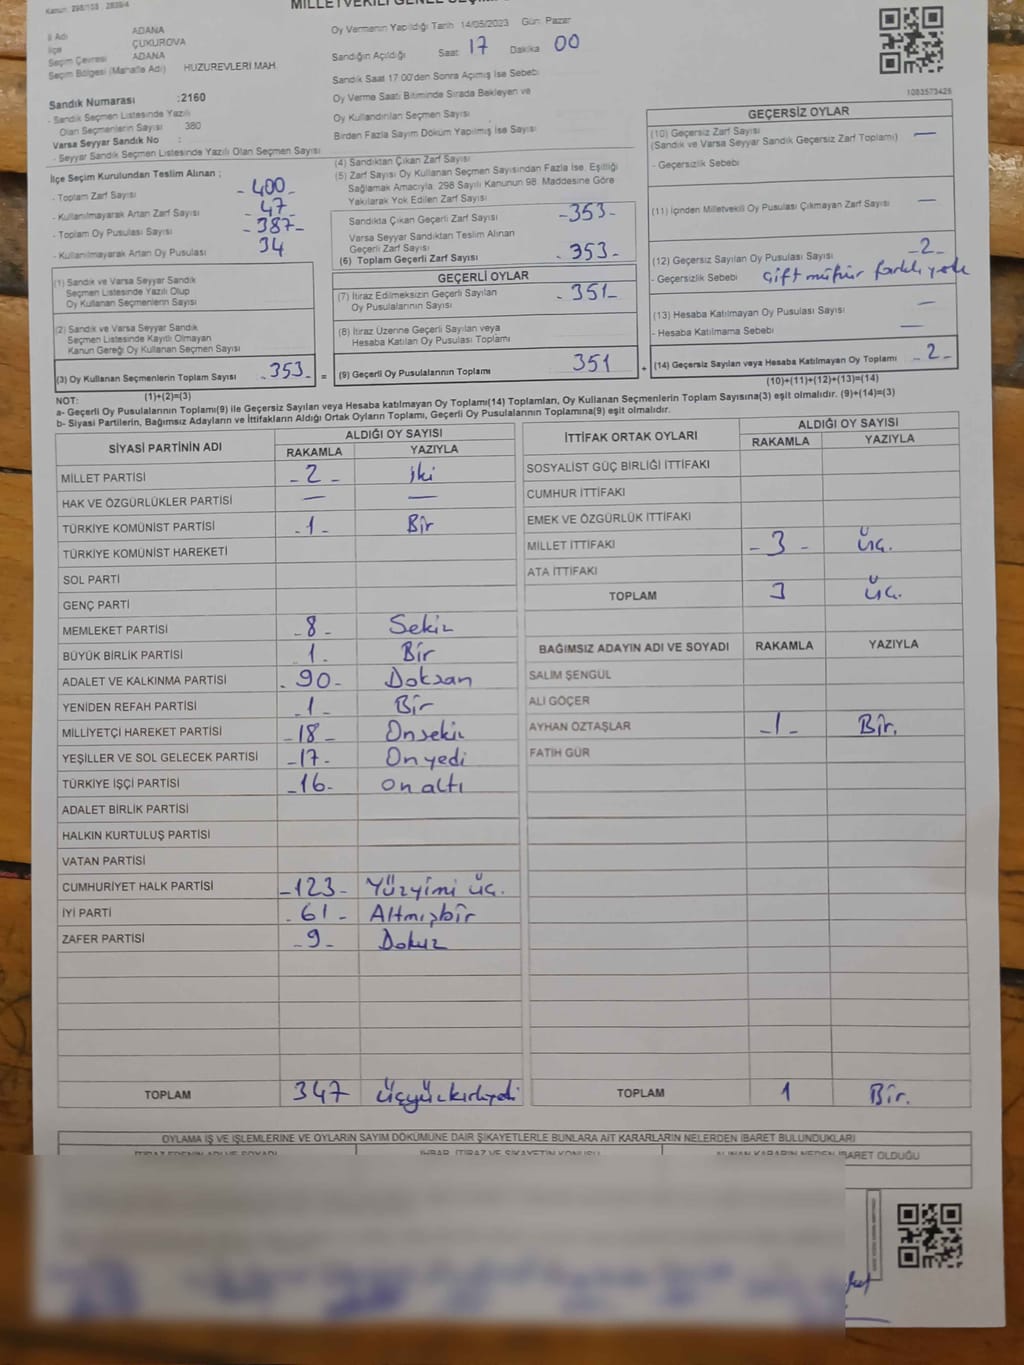 Kanun: 298/103, 2839/4
MİLLETVEKİLİ GENEL SEÇİM
İl Adı ADANA
İlçe ÇUKUROVA
Seçim Çevresi ADANA
Seçim Bölgesi (Mahalle Adı) HUZUREVLERİ MAH.
Oy Vermenin Yapıldığı Tarih 14/05/2023 Gün: Pazar
Sandığın Açıldığı Saat: 17 Dakika 00
Sandık Saat 17:00'den Sonra Açımış İse Sebebi
Oy Verme Saati Bitiminde Sırada Bekleyen ve
Oy Kullandırılan Seçmen Sayısı
Birden Fazla Sayım Döküm Yapılmış İse Sayısı
1083573425
Sandık Numarası :2160
- Sandık Seçmen Listesinde Yazılı
Olan Seçmenlerin Sayısı 380
Varsa Seyyar Sandık No :
- Seyyar Sandık Seçmen Listesinde Yazılı Olan Seçmen Sayısı
İlçe Seçim Kurulundan Teslim Alınan ;
- Toplam Zarf Sayısı - 400 -
- Kullanılmayarak Artan Zarf Sayısı - 47 -
- Toplam Oy Pusulası Sayısı - 387 -
- Kullanılmayarak Artan Oy Pusulası 34
(1) Sandık ve Varsa Seyyar Sandık
Seçmen Listesinde Yazılı Olup
Oy Kullanan Seçmenlerin Sayısı
(2) Sandık ve Varsa Seyyar Sandık
Seçmen Listesinde Kayıtlı Olmayan
Kanun Gereği Oy Kullanan Seçmen Sayısı
(3) Oy Kullanan Seçmenlerin Toplam Sayısı - 353 - =
(1)+(2)=(3)
(4) Sandıktan Çıkan Zarf Sayısı
(5) Zarf Sayısı Oy Kullanan Seçmen Sayısından Fazla İse, Eşitliği
Sağlamak Amacıyla, 298 Sayılı Kanunun 98. Maddesine Göre
Yakılarak Yok Edilen Zarf Sayısı
Sandıkta Çıkan Geçerli Zarf Sayısı - 353 -
Varsa Seyyar Sandıktan Teslim Alınan
Geçerli Zarf Sayısı
(6) Toplam Geçerli Zarf Sayısı - 353 -
GEÇERLİ OYLAR
(7) İtiraz Edilmeksizin Geçerli Sayılan
Oy Pusulalarının Sayısı - 351 -
(8) İtiraz Üzerine Geçerli Sayılan veya
Hesaba Katılan Oy Pusulası Toplamı
(9) Geçerli Oy Pusulalarının Toplamı 351 +
GEÇERSİZ OYLAR
(10) Geçersiz Zarf Sayısı
(Sandık ve Varsa Seyyar Sandık Geçersiz Zarf Toplamı) —
- Geçersizlik Sebebi
(11) İçinden Milletvekili Oy Pusulası Çıkmayan Zarf Sayısı —
(12) Geçersiz Sayılan Oy Pusulası Sayısı - 2 -
- Geçersizlik Sebebi Çift mühür farklı yerde
(13) Hesaba Katılmayan Oy Pusulası Sayısı —
- Hesaba Katılmama Sebebi —
(14) Geçersiz Sayılan veya Hesaba Katılmayan Oy Toplamı - 2 -
(10)+(11)+(12)+(13)=(14)
NOT:
a- Geçerli Oy Pusulalarının Toplamı(9) ile Geçersiz Sayılan veya Hesaba katılmayan Oy Toplamı(14) Toplamları, Oy Kullanan Seçmenlerin Toplam Sayısına(3) eşit olmalıdır. (9)+(14)=(3)
b- Siyasi Partilerin, Bağımsız Adayların ve İttifakların Aldığı Ortak Oyların Toplamı, Geçerli Oy Pusulalarının Toplamına(9) eşit olmalıdır.
SİYASİ PARTİNİN ADI ALDIĞI OY SAYISI
RAKAMLA YAZIYLA
MİLLET PARTİSİ - 2 - iki
HAK VE ÖZGÜRLÜKLER PARTİSİ — —
TÜRKİYE KOMÜNİST PARTİSİ - 1 - Bir
TÜRKİYE KOMÜNİST HAREKETİ
SOL PARTİ
GENÇ PARTİ
MEMLEKET PARTİSİ - 8 - Sekiz
BÜYÜK BİRLİK PARTİSİ 1 - Bir
ADALET VE KALKINMA PARTİSİ - 90 - Doksan
YENİDEN REFAH PARTİSİ - 1 - Bir
MİLLİYETÇİ HAREKET PARTİSİ - 18 - Onsekiz
YEŞİLLER VE SOL GELECEK PARTİSİ - 17 - Onyedi
TÜRKİYE İŞÇİ PARTİSİ - 16 - onaltı
ADALET BİRLİK PARTİSİ
HALKIN KURTULUŞ PARTİSİ
VATAN PARTİSİ
CUMHURİYET HALK PARTİSİ - 123 - Yüzyimi üç.
İYİ PARTİ - 61 - Altmışbir
ZAFER PARTİSİ - 9 - Dokuz
TOPLAM 347 üçyüzkırkyedi
İTTİFAK ORTAK OYLARI ALDIĞI OY SAYISI
RAKAMLA YAZIYLA
SOSYALİST GÜÇ BİRLİĞİ İTTİFAKI
CUMHUR İTTİFAKI
EMEK VE ÖZGÜRLÜK İTTİFAKI
MİLLET İTTİFAKI - 3 - üç.
ATA İTTİFAKI
TOPLAM 3 üç.
BAĞIMSIZ ADAYIN ADI VE SOYADI RAKAMLA YAZIYLA
SALİM ŞENGÜL
ALİ GÖÇER
AYHAN ÖZTAŞLAR - 1 - Bir.
FATİH GÜR
TOPLAM 1 Bir.
OYLAMA İŞ VE İŞLEMLERİNE VE OYLARIN SAYIM DÖKÜMÜNE DAİR ŞİKAYETLERLE BUNLARA AİT KARARLARIN NELERDEN İBARET BULUNDUKLARI
İTİRAZ EDENİN ADI VE SOYADI İHBAR, İTİRAZ VE ŞİKAYETİN KONUSU ALINAN KARARIN NEDEN İBARET OLDUĞU